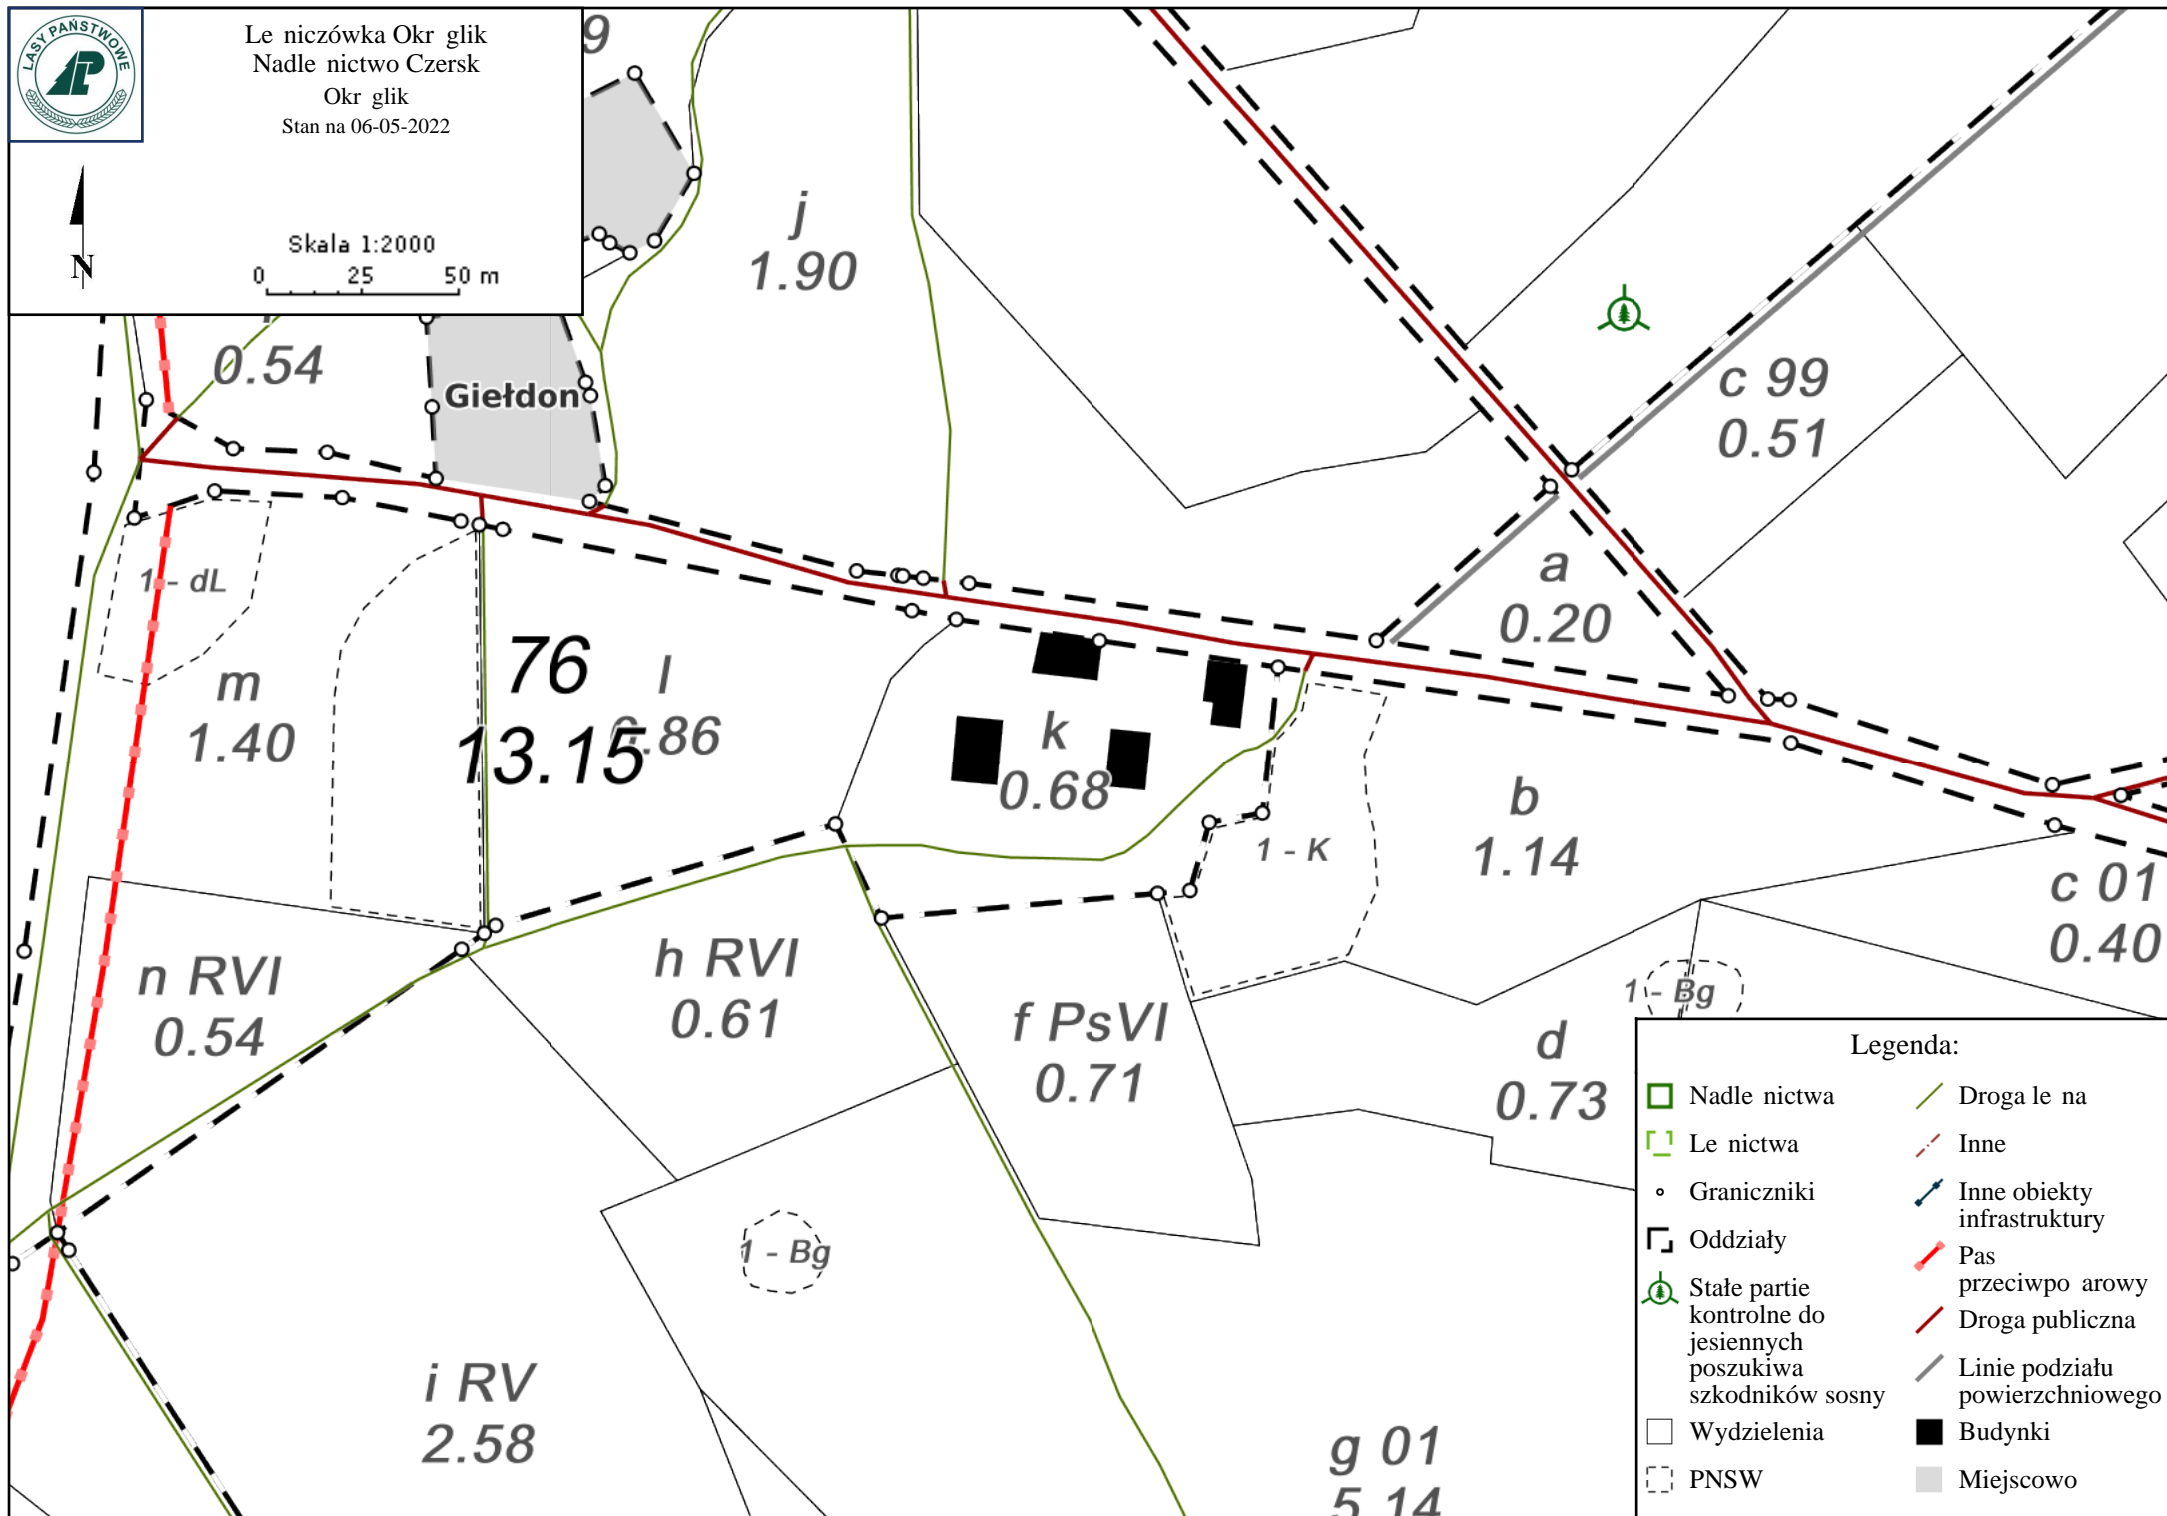 LASY PAŃSTWOWE
LP
Le niczówka Okr glik
Nadle nictwo Czersk
Okr glik
Stan na 06-05-2022
N
Skala 1:2000
0 25 50 m
9
j
1.90
0.54
Giełdon
c 99
0.51
a
0.20
1 - dL
m
1.40
76
13.15
l
k
0.68
b
1.14
1 - K
c 01
0.40
n RVI
0.54
h RVI
0.61
f PsVI
0.71
d
0.73
1 - Bg
1 - Bg
i RV
2.58
g 01
5.14
Legenda:
Nadle nictwa
Le nictwa
Graniczniki
Oddziały
Stałe partie
kontrolne do
jesiennych
poszukiwa
szkodników sosny
Wydzielenia
PNSW
Droga le na
Inne
Inne obiekty
infrastruktury
Pas
przeciwpo arowy
Droga publiczna
Linie podziału
powierzchniowego
Budynki
Miejscowo